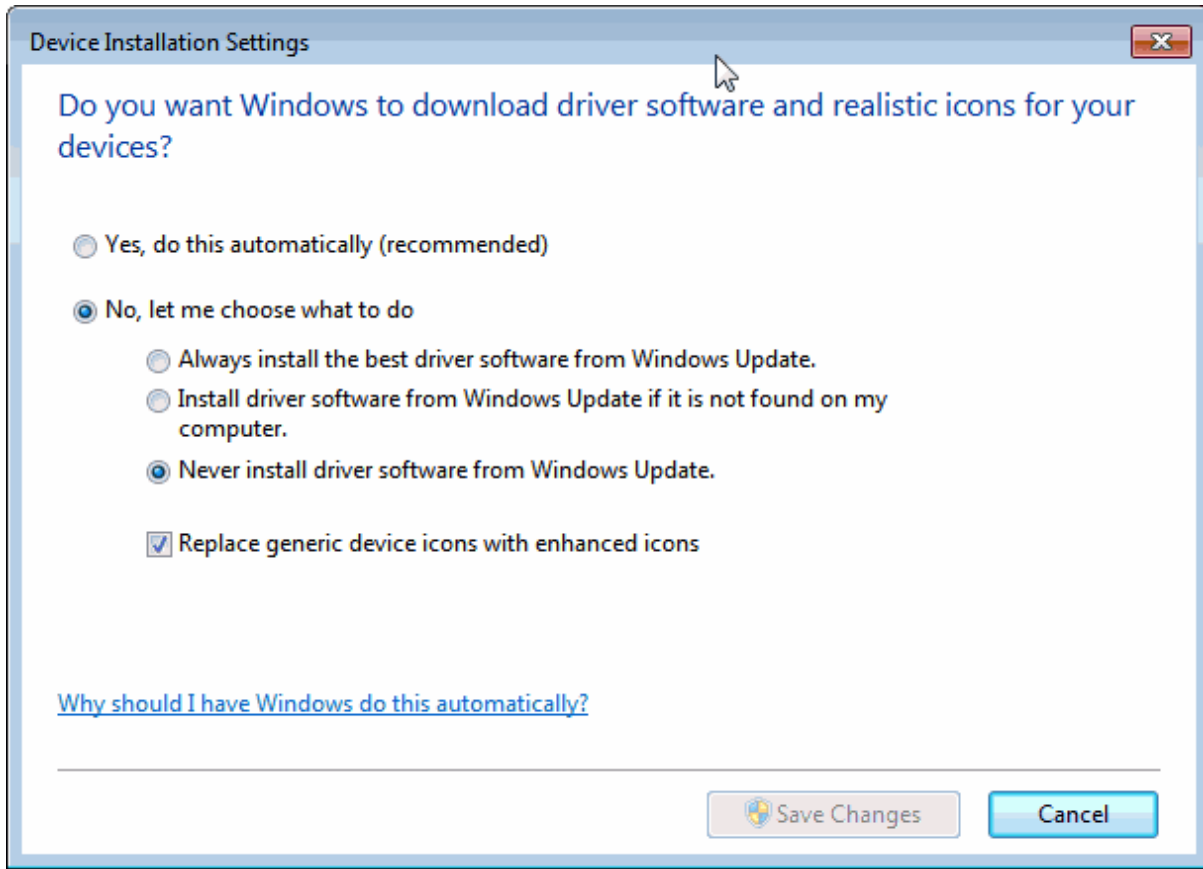 Device Installation Settings
Do you want Windows to download driver software and realistic icons for your
devices?
Yes, do this automatically (recommended)
No, let me choose what to do
Always install the best driver software from Windows Update.
Install driver software from Windows Update if it is not found on my
computer.
Never install driver software from Windows Update.
Replace generic device icons with enhanced icons
Why should I have Windows do this automatically?
Save Changes
Cancel